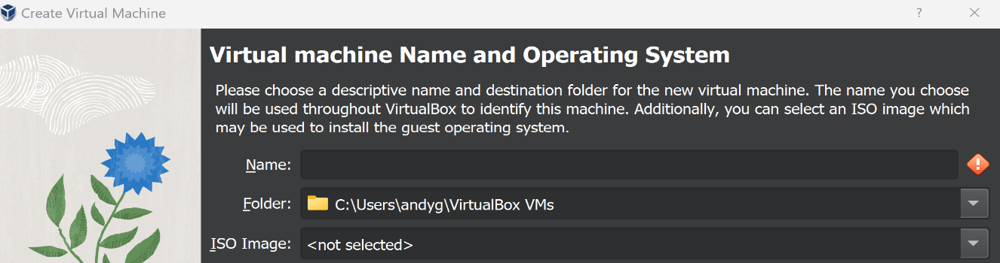 Create Virtual Machine ?
Virtual machine Name and Operating System
Please choose a descriptive name and destination folder for the new virtual machine. The name you choose
will be used throughout VirtualBox to identify this machine. Additionally, you can select an ISO image which
may be used to install the guest operating system.
Name:
Folder: C:\Users\andyg\VirtualBox VMs
ISO Image: <not selected>